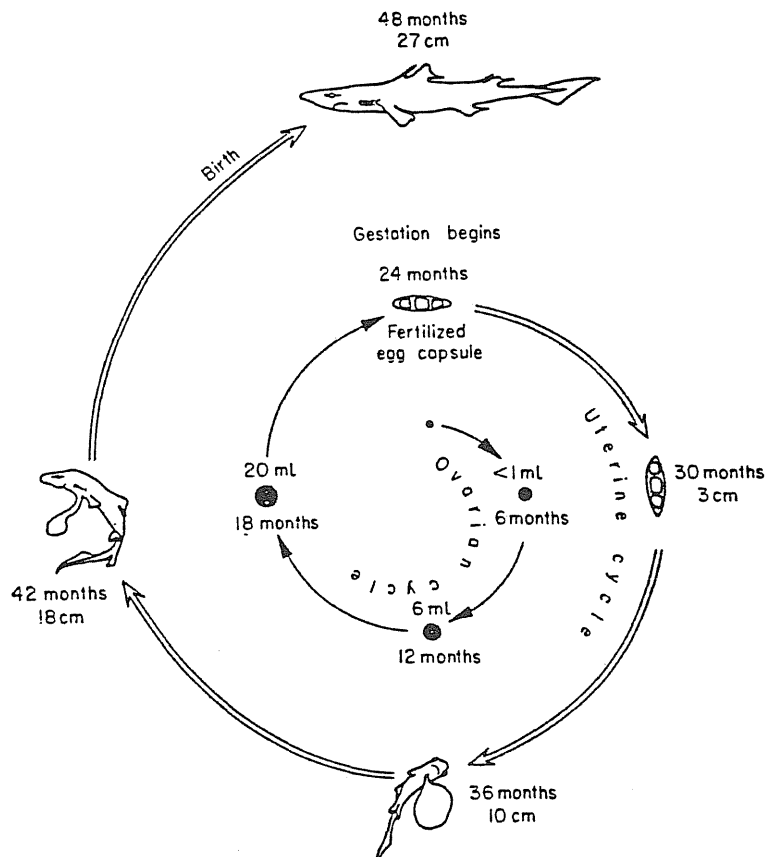 48 months
27 cm
Birth
Gestation begins
24 months
Fertilized
egg capsule
Uterine cycle
Ovarian cycle
<1 ml
6 months
20 ml
18 months
30 months
3 cm
6 ml
12 months
42 months
18 cm
36 months
10 cm